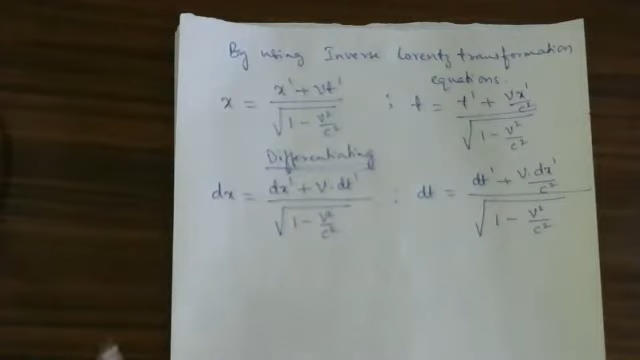 By using Inverse Lorentz transformation
equations.
x = (x' + vt') / √(1 - v²/c²) ; t = (t' + vx'/c²) / √(1 - v²/c²)
Differentiating
dx = (dx' + v·dt') / √(1 - v²/c²) ; dt = (dt' + v·dx'/c²) / √(1 - v²/c²)